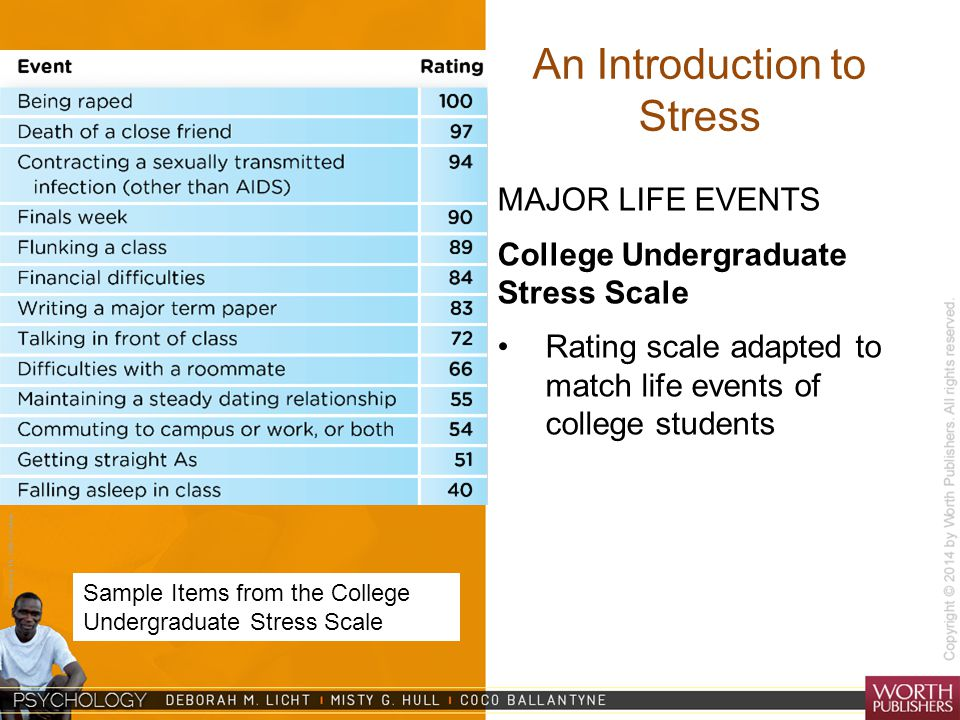 Event Rating
Being raped 100
Death of a close friend 97
Contracting a sexually transmitted
infection (other than AIDS) 94
Finals week 90
Flunking a class 89
Financial difficulties 84
Writing a major term paper 83
Talking in front of class 72
Difficulties with a roommate 66
Maintaining a steady dating relationship 55
Commuting to campus or work, or both 54
Getting straight As 51
Falling asleep in class 40
Sample Items from the College
Undergraduate Stress Scale
An Introduction to
Stress
MAJOR LIFE EVENTS
College Undergraduate
Stress Scale
• Rating scale adapted to
match life events of
college students
Copyright © 2014 by Worth Publishers. All rights reserved.
PSYCHOLOGY DEBORAH M. LICHT | MISTY G. HULL | COCO BALLANTYNE
WORTH
PUBLISHERS